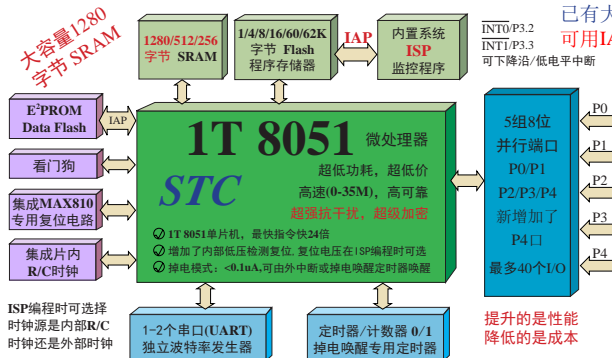 大容量1280
字节 SRAM
1280/512/256
字节 SRAM
1/4/8/16/60/62K
字节 Flash
程序存储器
IAP
内置系统
ISP
监控程序
INT0/P3.2
INT1/P3.3
可下降沿/低电平中断
已有大
可用IA
E²PROM
Data Flash
IAP
看门狗
集成MAX810
专用复位电路
集成片内
R/C时钟
ISP编程时可选择
时钟源是内部R/C
时钟还是外部时钟
1T 8051 微处理器
STC
超低功耗，超低价
高速(0-35M)，高可靠
超强抗干扰，超级加密
1T 8051单片机，最快指令快24倍
增加了内部低压检测复位, 复位电压在ISP编程时可选
掉电模式：<0.1uA,可由外中断或掉电唤醒定时器唤醒
1-2个串口(UART)
独立波特率发生器
定时器/计数器 0/1
掉电唤醒专用定时器
5组8位
并行端口
P0/P1
P2/P3/P4
新增加了
P4口
最多40个I/O
P0
P1
P2
P3
P4
提升的是性能
降低的是成本